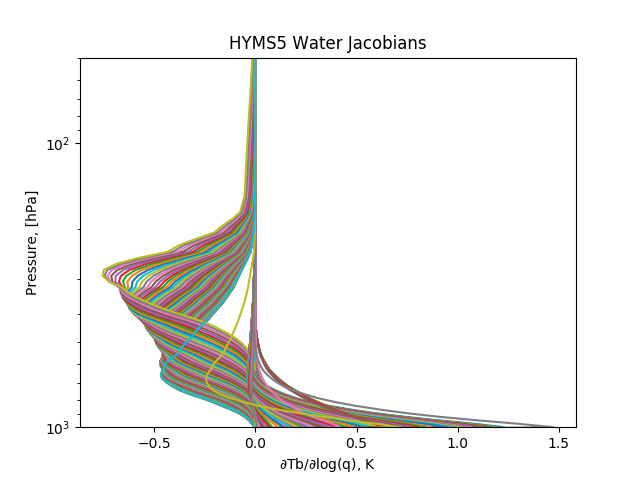 HYMS5 Water Jacobians
10²
10³
Pressure, [hPa]
−0.5 0.0 0.5 1.0 1.5
∂Tb/∂log(q), K